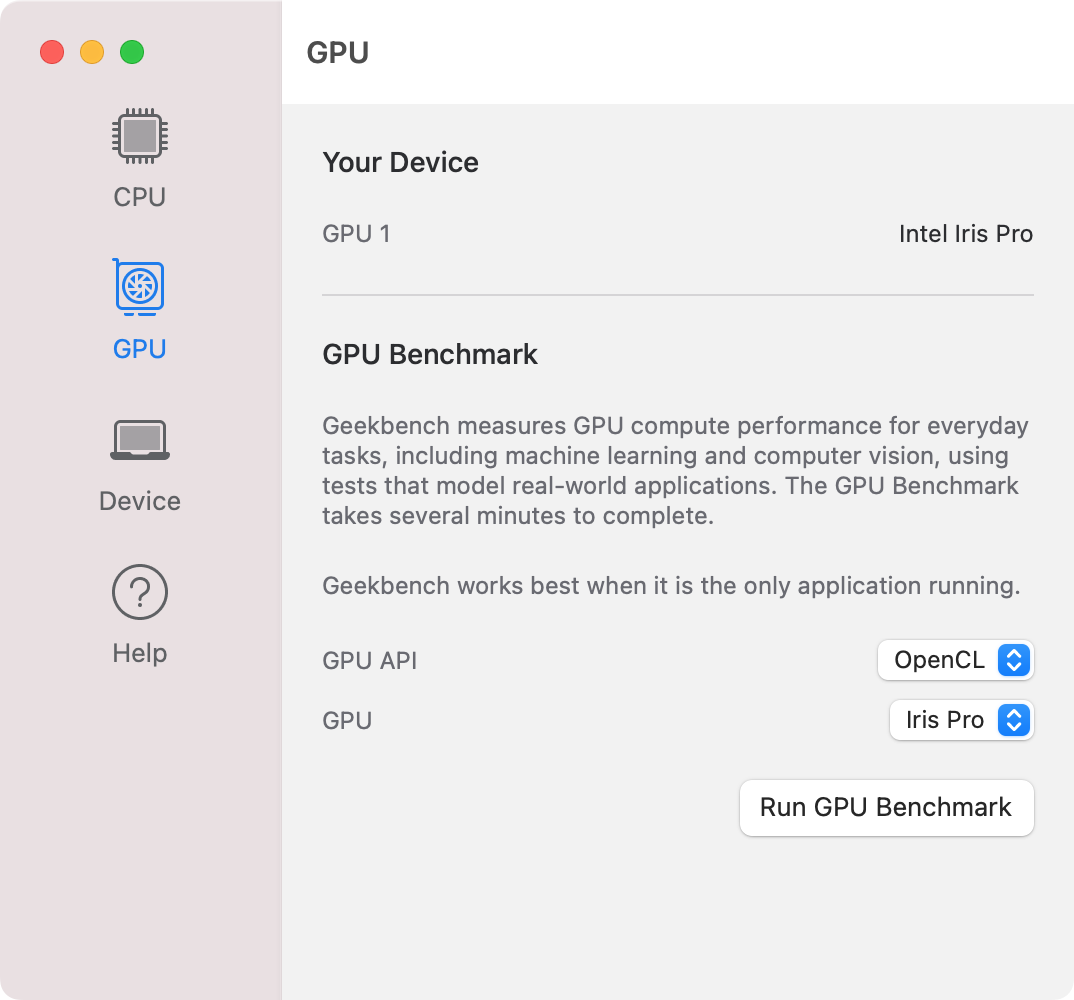 GPU
CPU
GPU
Device
?
Help
Your Device
GPU 1 Intel Iris Pro
GPU Benchmark
Geekbench measures GPU compute performance for everyday
tasks, including machine learning and computer vision, using
tests that model real-world applications. The GPU Benchmark
takes several minutes to complete.
Geekbench works best when it is the only application running.
GPU API OpenCL
GPU Iris Pro
Run GPU Benchmark